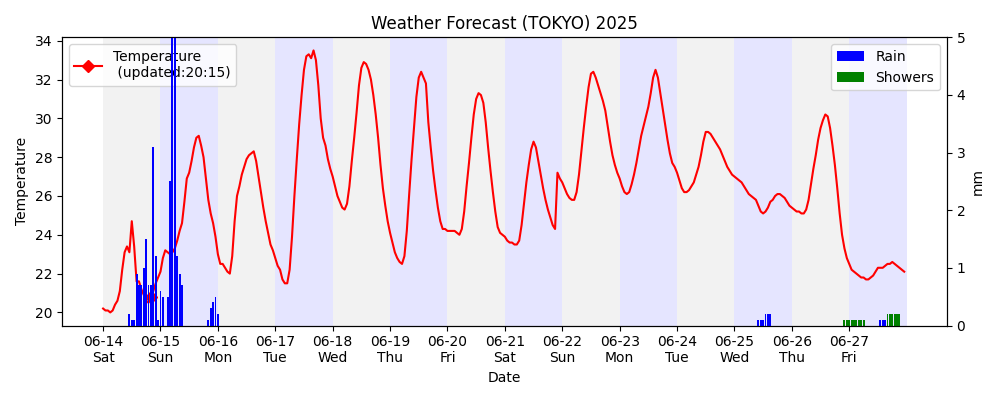 Weather Forecast (TOKYO) 2025
Temperature
(updated:20:15)
Rain
Showers
Temperature
34
32
30
28
26
24
22
20
5
4
3
2
1
0
mm
06-14 06-15 06-16 06-17 06-18 06-19 06-20 06-21 06-22 06-23 06-24 06-25 06-26 06-27
Sat Sun Mon Tue Wed Thu Fri Sat Sun Mon Tue Wed Thu Fri
Date